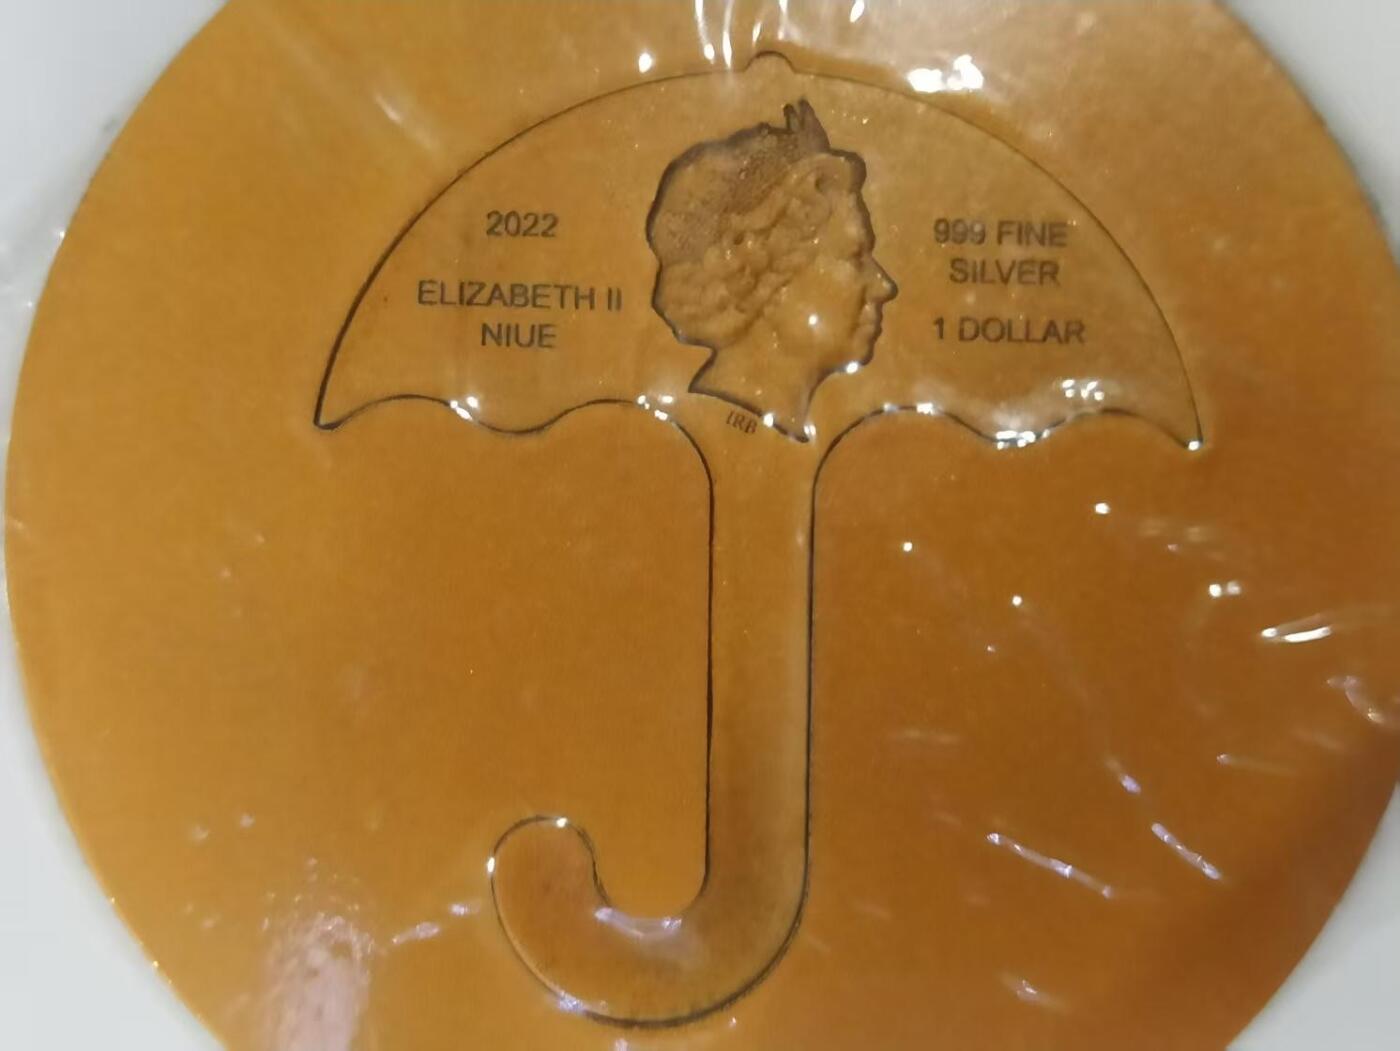 2022
ELIZABETH II
NIUE
IRB
999 FINE
SILVER
1 DOLLAR